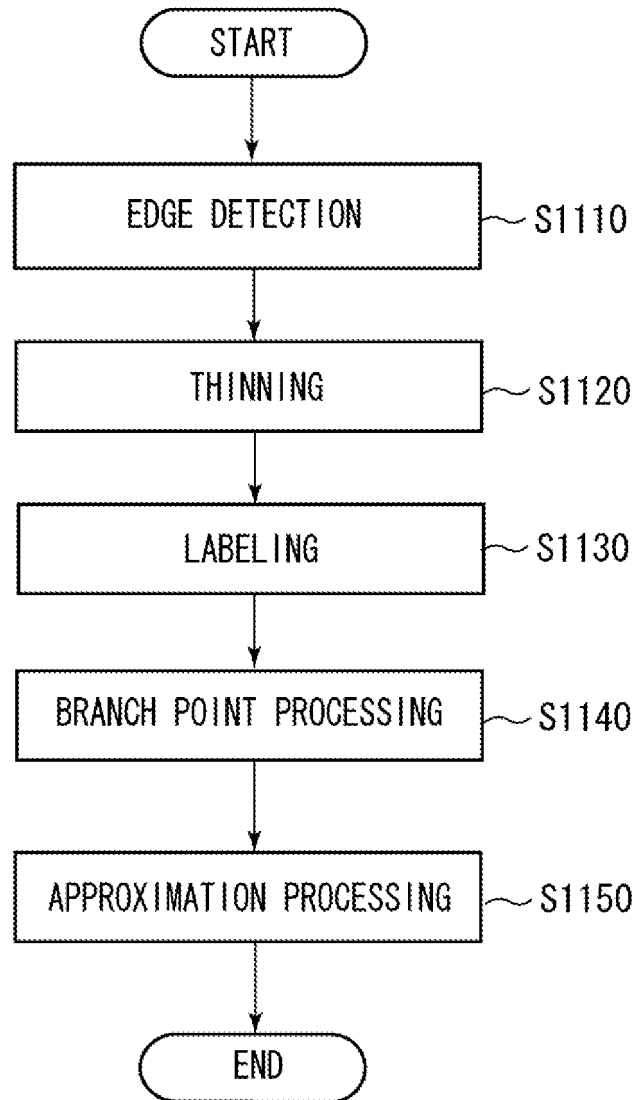 START
EDGE DETECTION
S1110
THINNING
S1120
LABELING
S1130
BRANCH POINT PROCESSING
S1140
APPROXIMATION PROCESSING
S1150
END